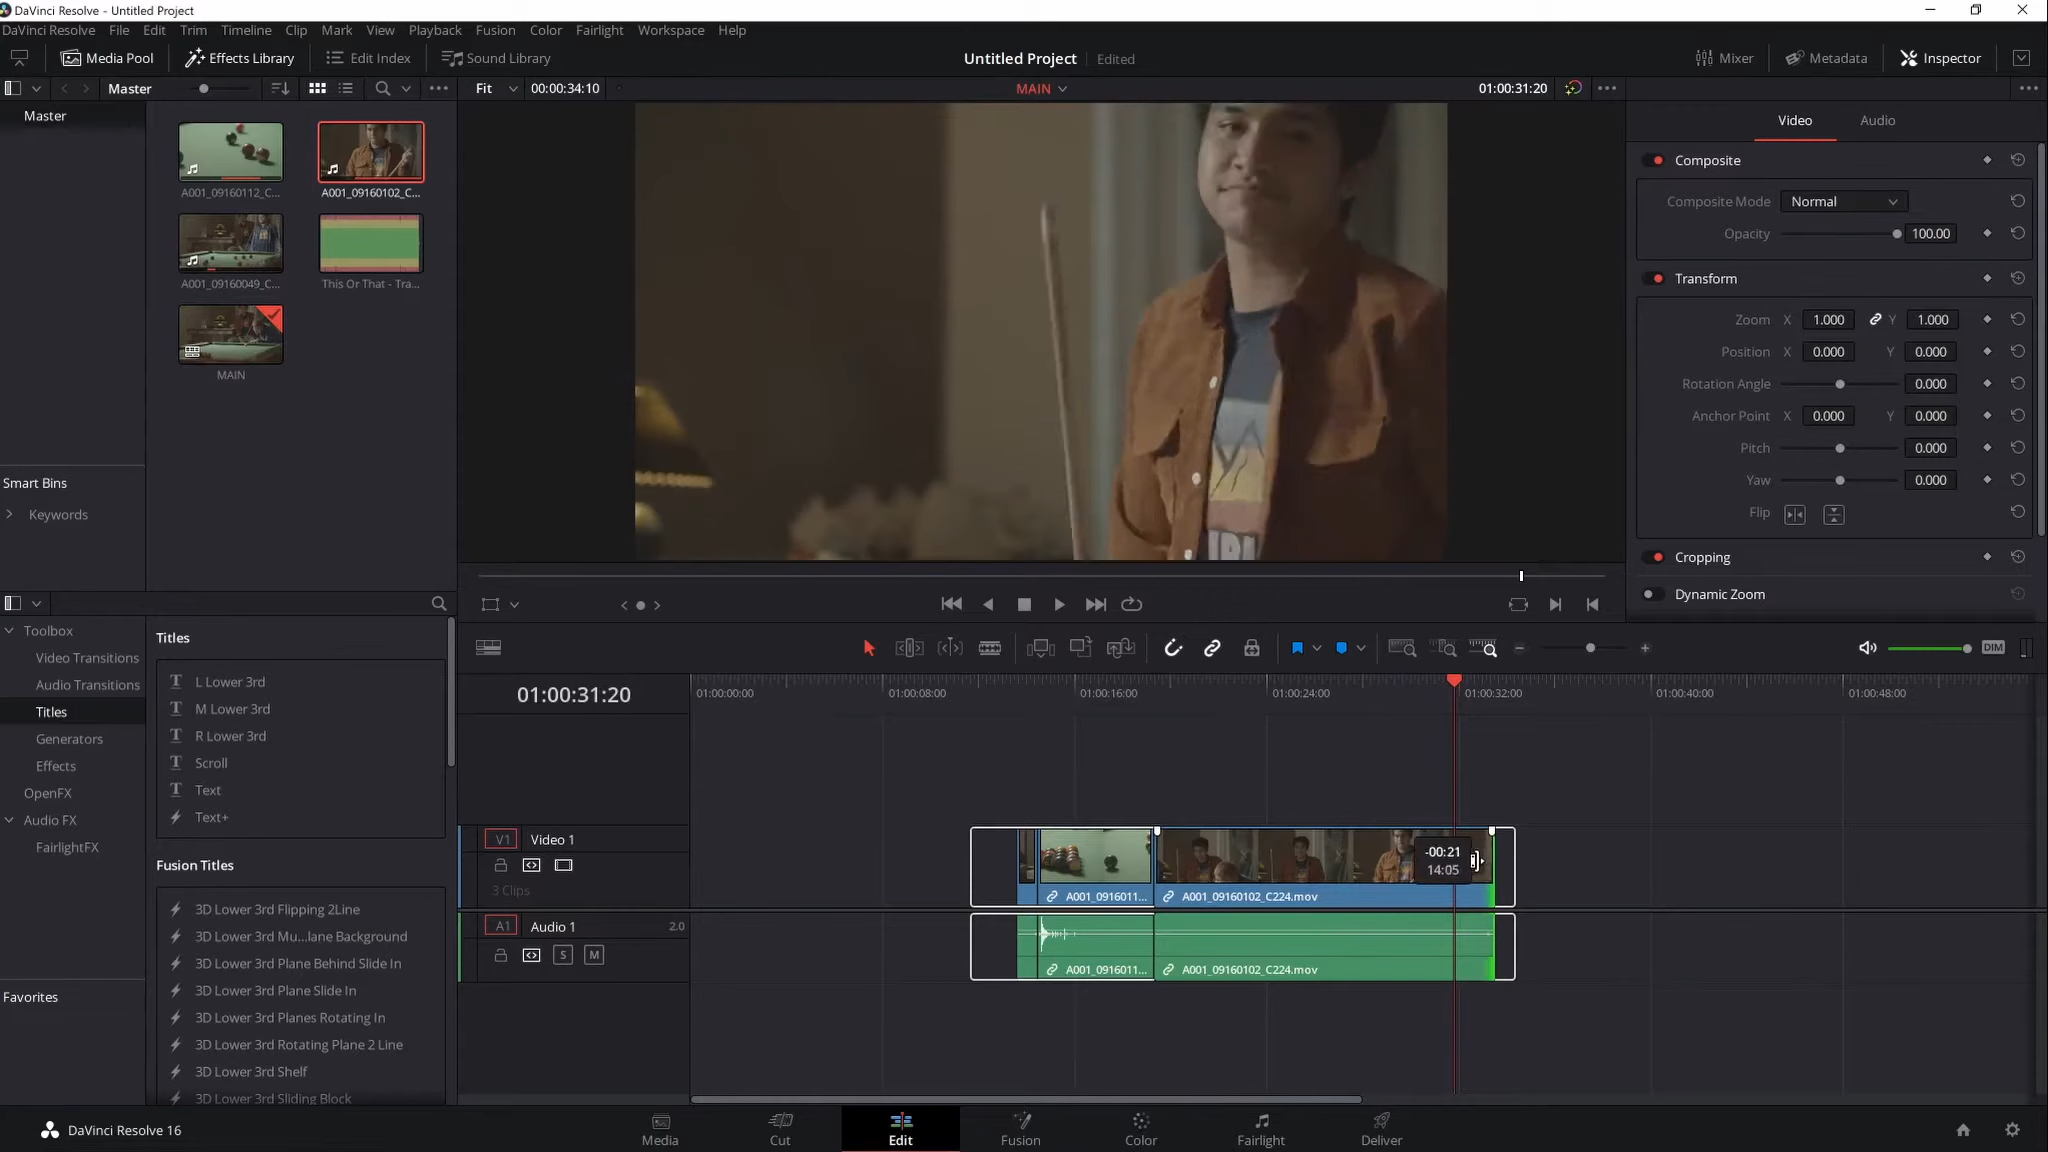 DaVinci Resolve - Untitled Project
DaVinci Resolve File Edit Trim Timeline Clip Mark View Playback Fusion Color Fairlight Workspace Help
Media Pool Effects Library Edit Index Sound Library Untitled Project Edited Mixer Metadata Inspector
Master Fit 00:00:34:10 MAIN 01:00:31:20
Master
Video Audio
Composite
A001_09160112_C... A001_09160102_C...
Composite Mode Normal
Opacity 100.00
Transform
A001_09160049_C... This Or That - Tra...
Zoom X 1.000 Y 1.000
Position X 0.000 Y 0.000
MAIN
Rotation Angle 0.000
Anchor Point X 0.000 Y 0.000
Pitch 0.000
Yaw 0.000
Smart Bins
Keywords
Flip
Cropping
Dynamic Zoom
Toolbox
Video Transitions
Audio Transitions
Titles
Generators
Effects
OpenFX
Audio FX
FairlightFX
Favorites
Titles
L Lower 3rd
M Lower 3rd
R Lower 3rd
Scroll
Text
Text+
Fusion Titles
3D Lower 3rd Flipping 2Line
3D Lower 3rd Mu...lane Background
3D Lower 3rd Plane Behind Slide In
3D Lower 3rd Plane Slide In
3D Lower 3rd Planes Rotating In
3D Lower 3rd Rotating Plane 2 Line
3D Lower 3rd Shelf
3D Lower 3rd Sliding Block
DIM
01:00:31:20
01:00:00:00 01:00:08:00 01:00:16:00 01:00:24:00 01:00:32:00 01:00:40:00 01:00:48:00
V1 Video 1
3 Clips
-00:21
14:05
A001_0916011... A001_09160102_C224.mov
A1 Audio 1 2.0
S M
A001_0916011... A001_09160102_C224.mov
DaVinci Resolve 16
Media Cut Edit Fusion Color Fairlight Deliver